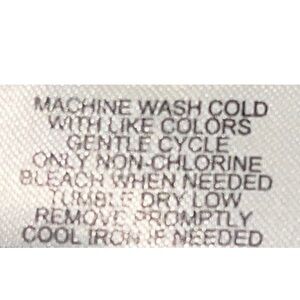 MACHINE WASH COLD
WITH LIKE COLORS
GENTLE CYCLE
ONLY NON-CHLORINE
BLEACH WHEN NEEDED
TUMBLE DRY LOW
REMOVE PROMPTLY
COOL IRON IF NEEDED